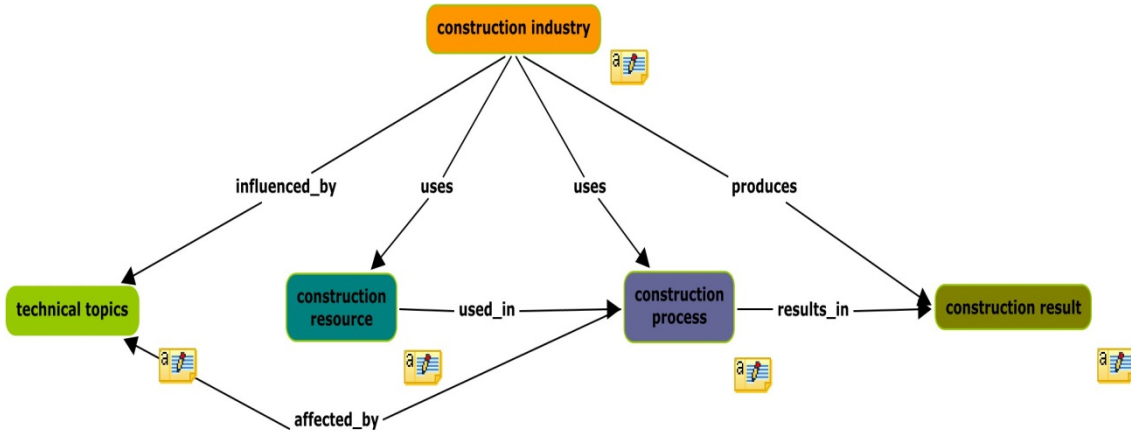 construction industry
a
influenced_by
uses
uses
produces
technical topics
construction
resource
used_in
construction
process
results_in
construction result
a
a
a
a
affected_by